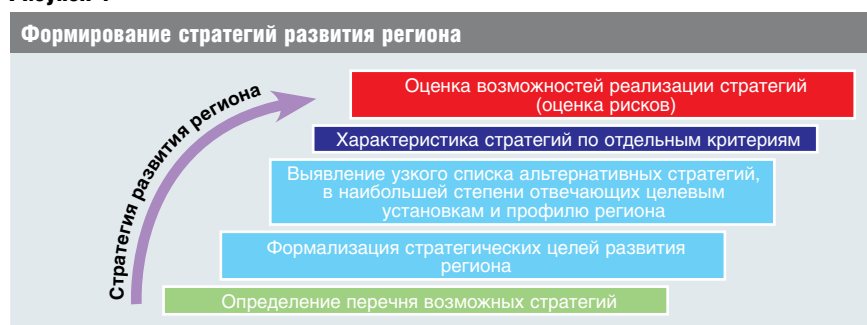 Формирование стратегий развития региона
Стратегия развития региона
Оценка возможностей реализации стратегий
(оценка рисков)
Характеристика стратегий по отдельным критериям
Выявление узкого списка альтернативных стратегий,
в наибольшей степени отвечающих целевым
установкам и профилю региона
Формализация стратегических целей развития
региона
Определение перечня возможных стратегий